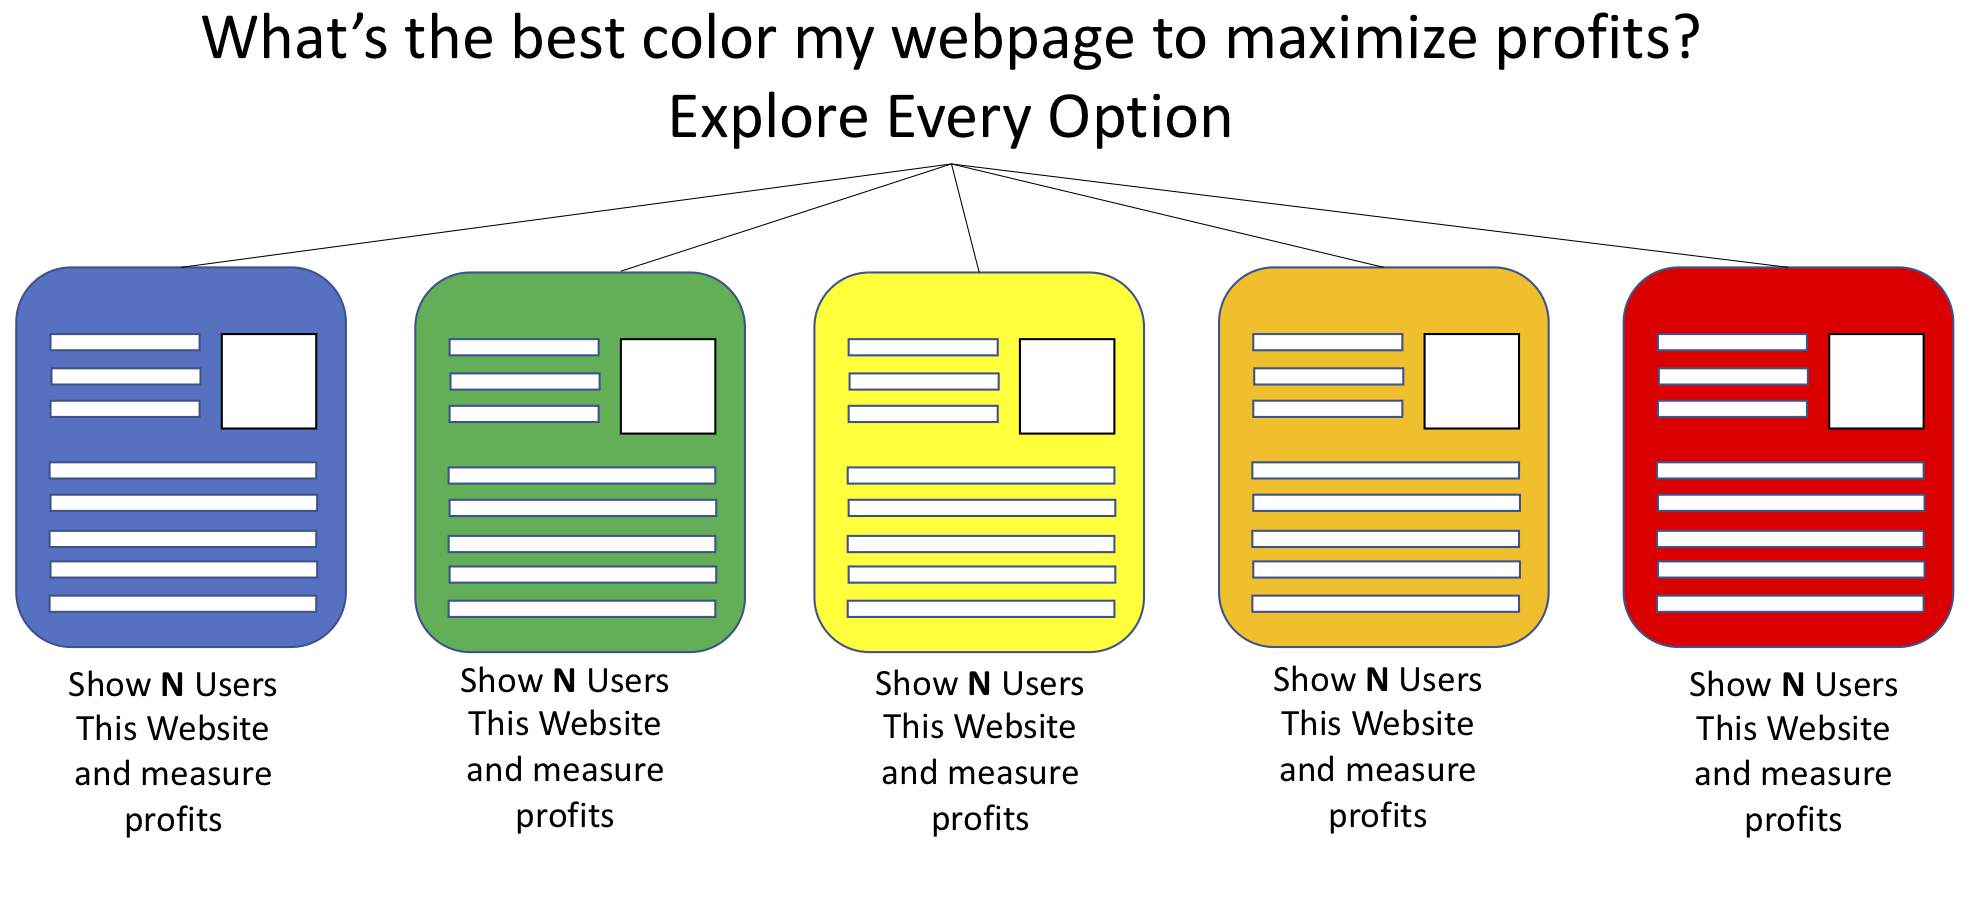 What's the best color my webpage to maximize profits?
Explore Every Option
Show N Users
This Website
and measure
profits
Show N Users
This Website
and measure
profits
Show N Users
This Website
and measure
profits
Show N Users
This Website
and measure
profits
Show N Users
This Website
and measure
profits